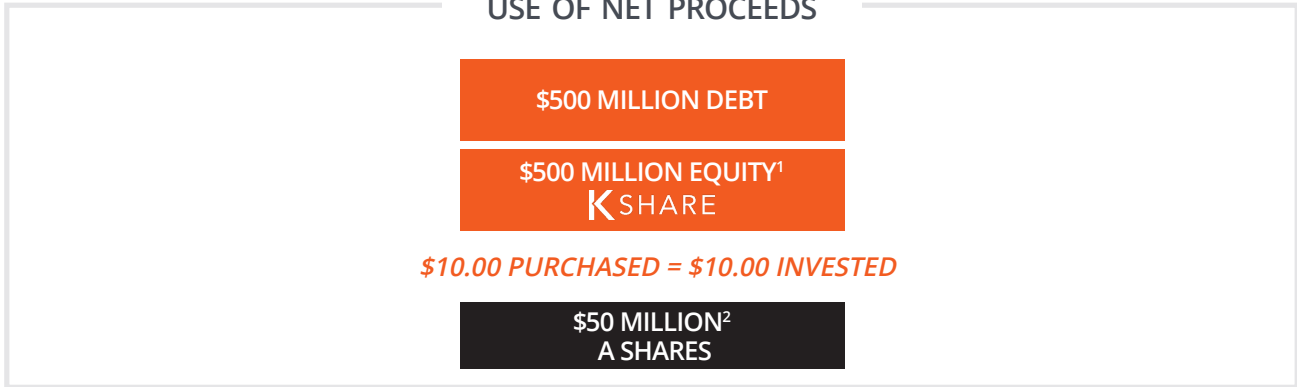 USE OF NET PROCEEDS
$500 MILLION DEBT
$500 MILLION EQUITY¹
K SHARE
$10.00 PURCHASED = $10.00 INVESTED
$50 MILLION²
A SHARES